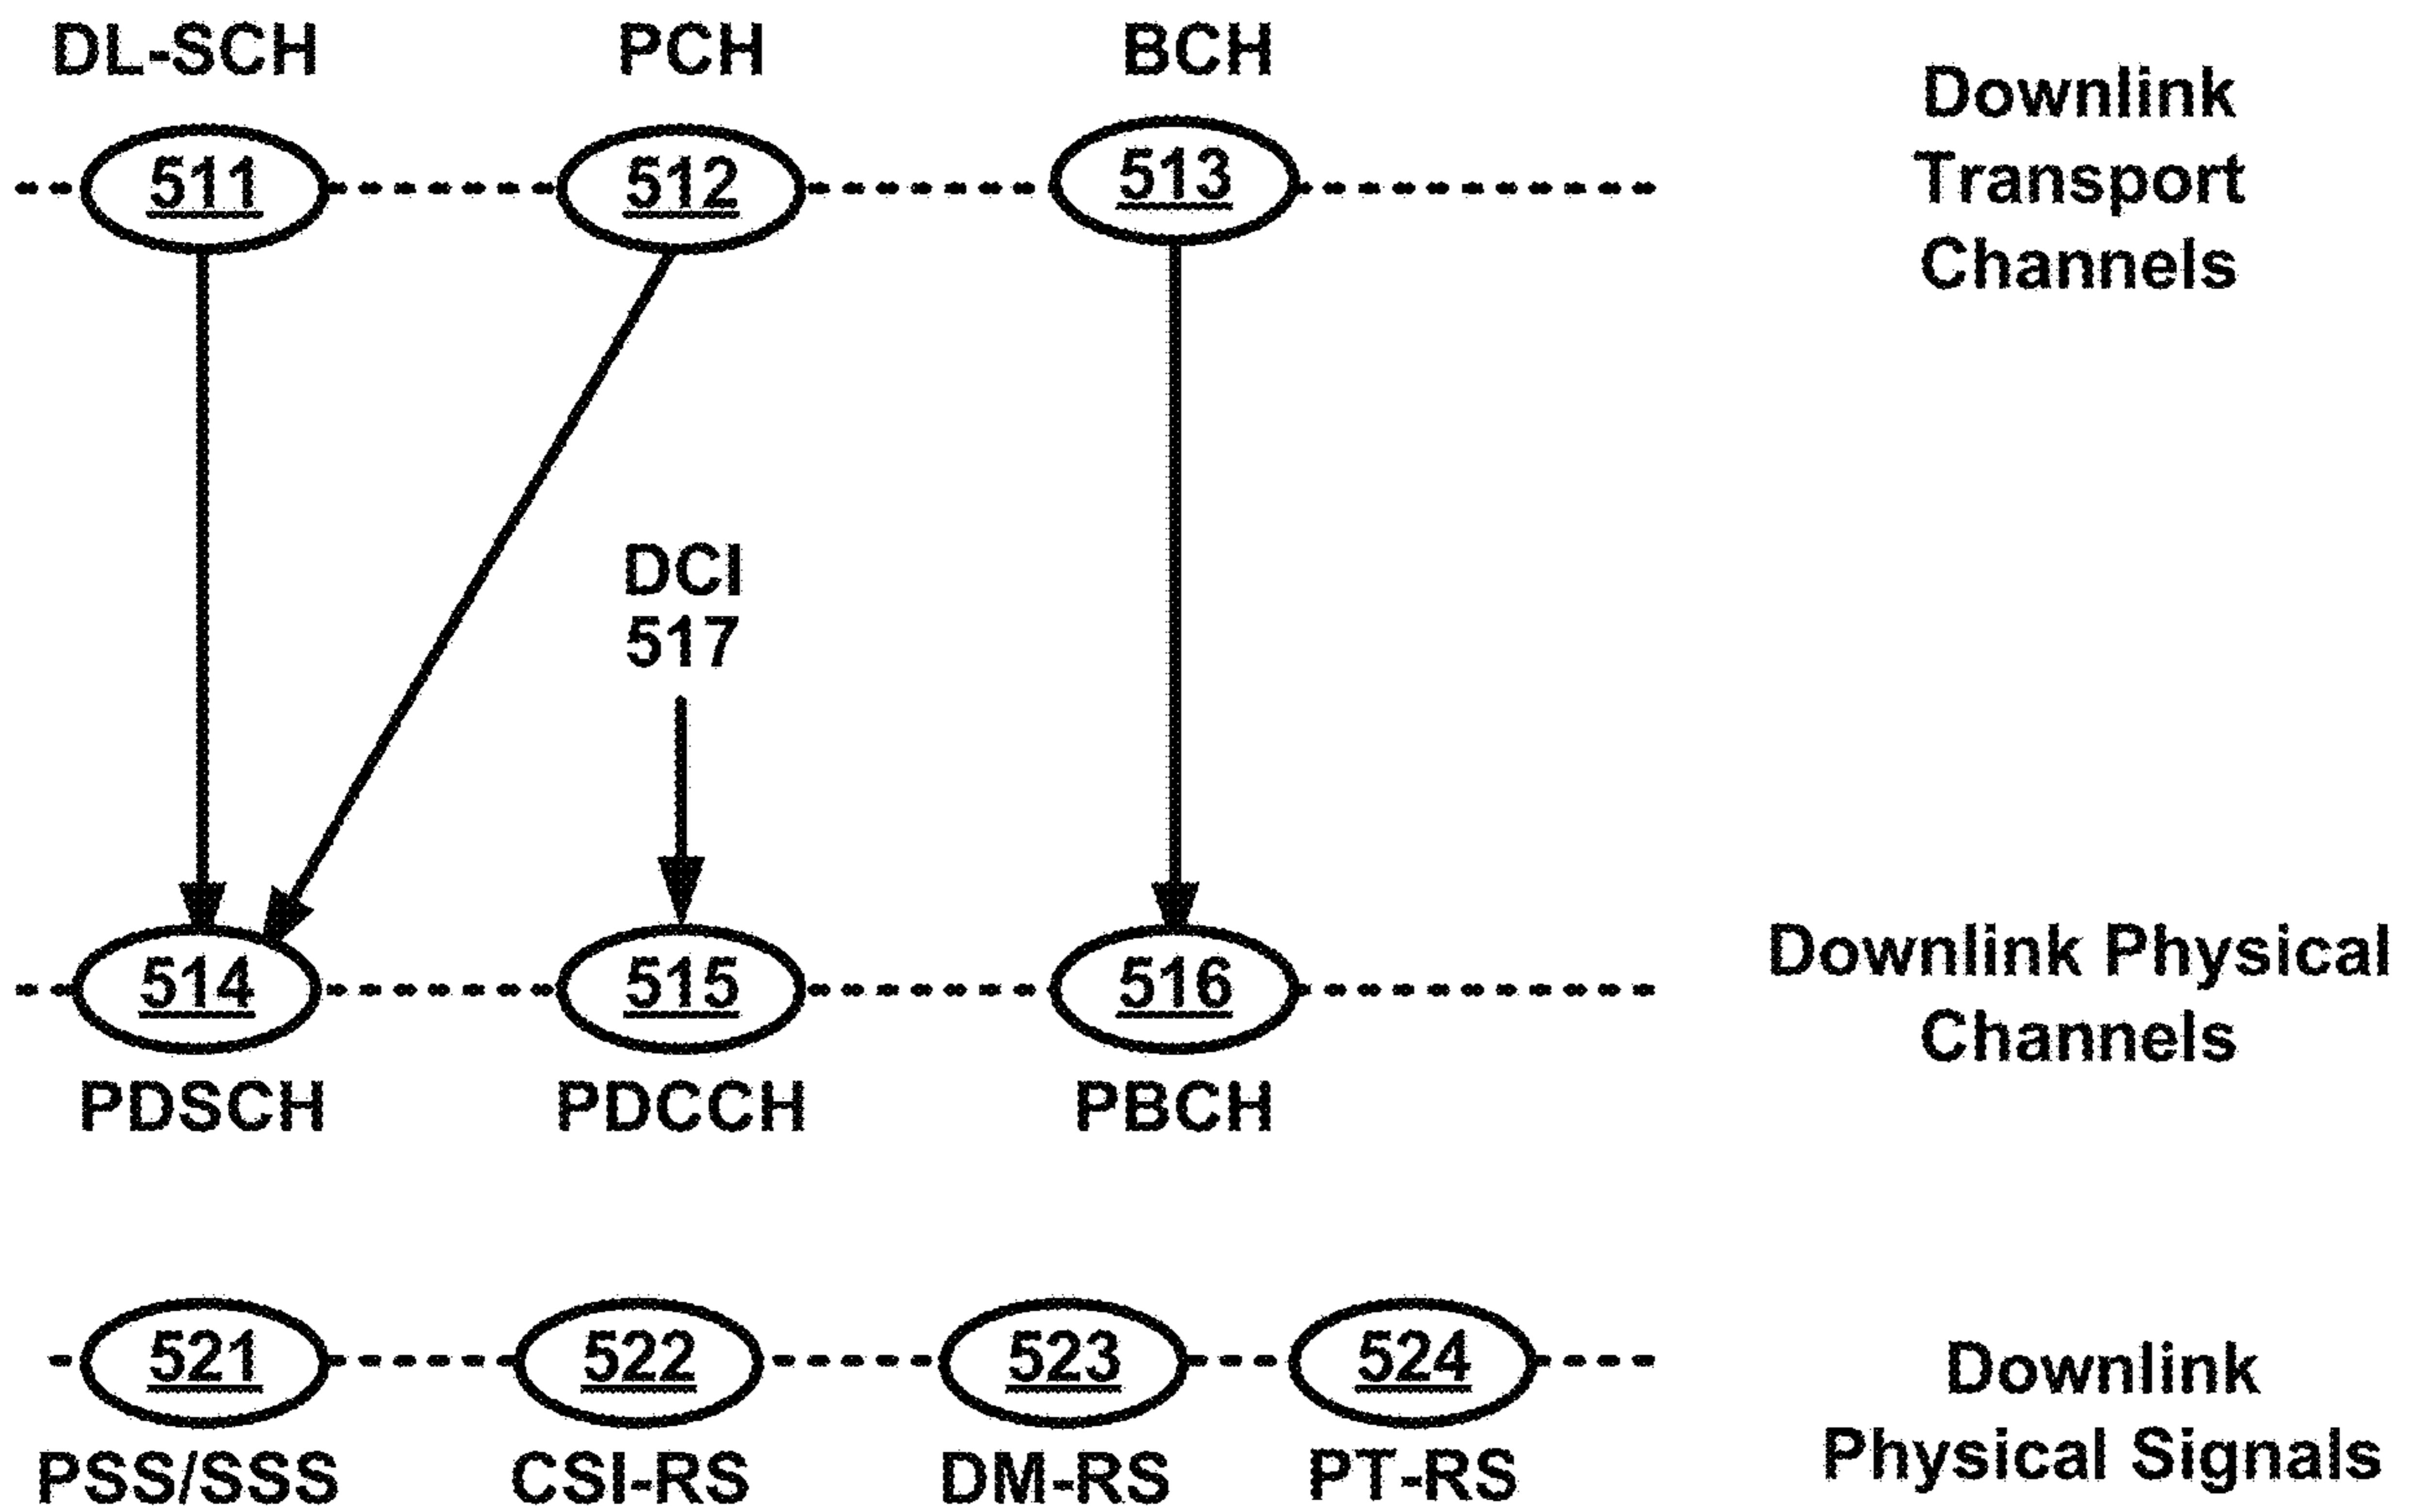 DL-SCH PCH BCH
511 512 513
Downlink
Transport
Channels
DCI
517
514 515 516
PDSCH PDCCH PBCH
Downlink Physical
Channels
521 522 523 524
PSS/SSS CSI-RS DM-RS PT-RS
Downlink
Physical Signals